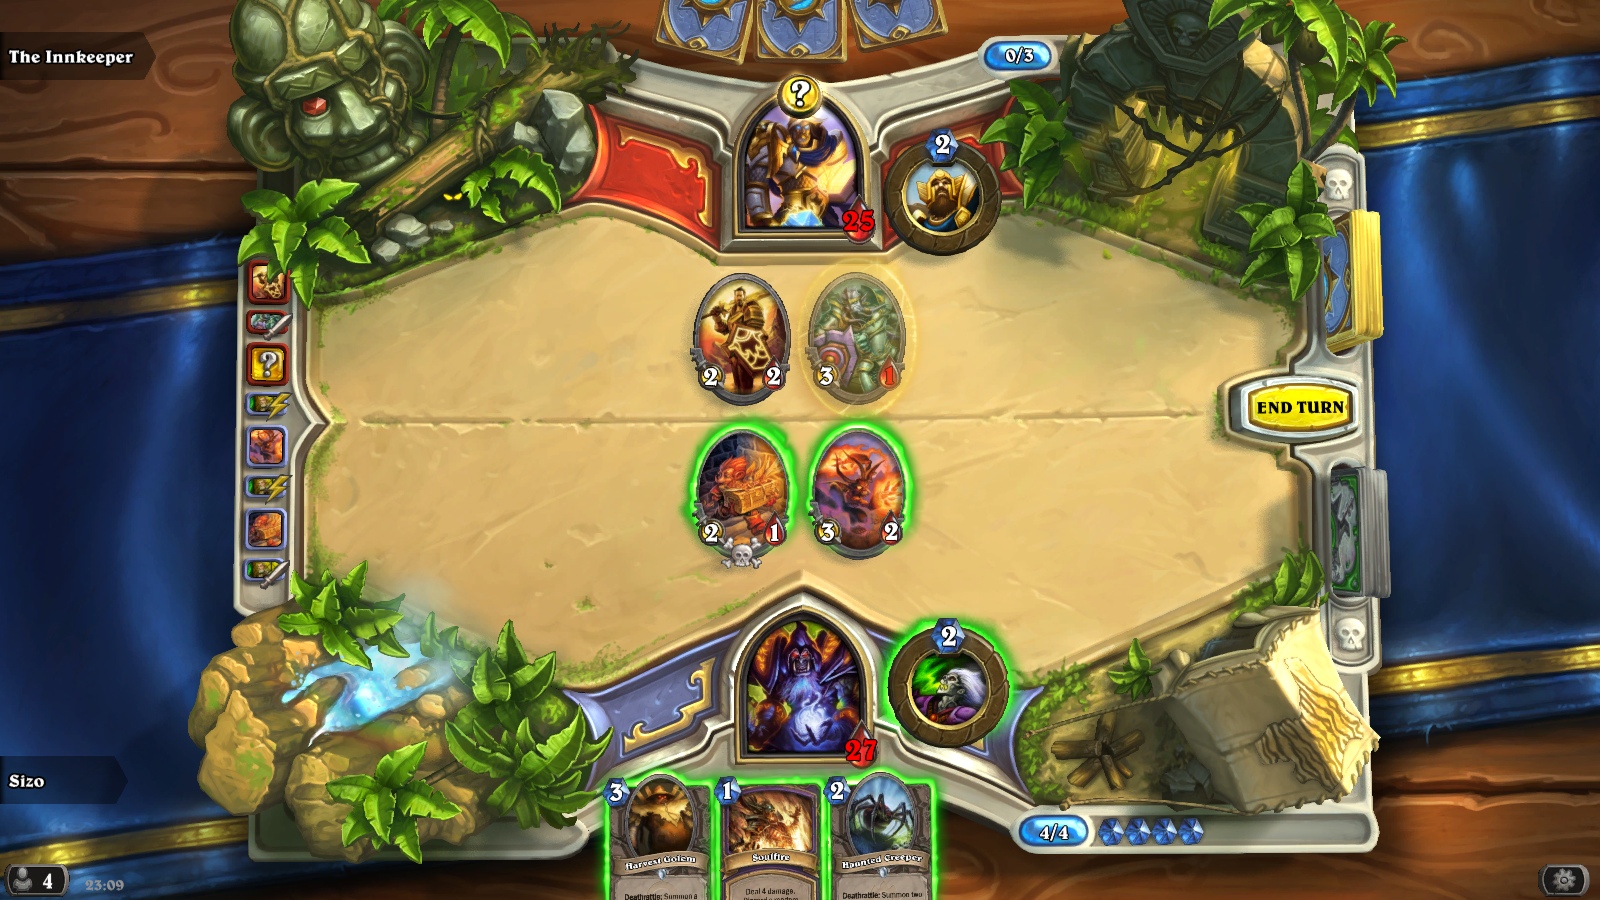 The Innkeeper
0/3
?
2
25
2
2
3
1
?
END TURN
2
1
3
2
2
27
Sizo
3
1
2
4/4
Harvest Golem
Soulfire
Haunted Creeper
Deathrattle: Summon a
Deal 4 damage.
Deathrattle: Summon two
4
23:09